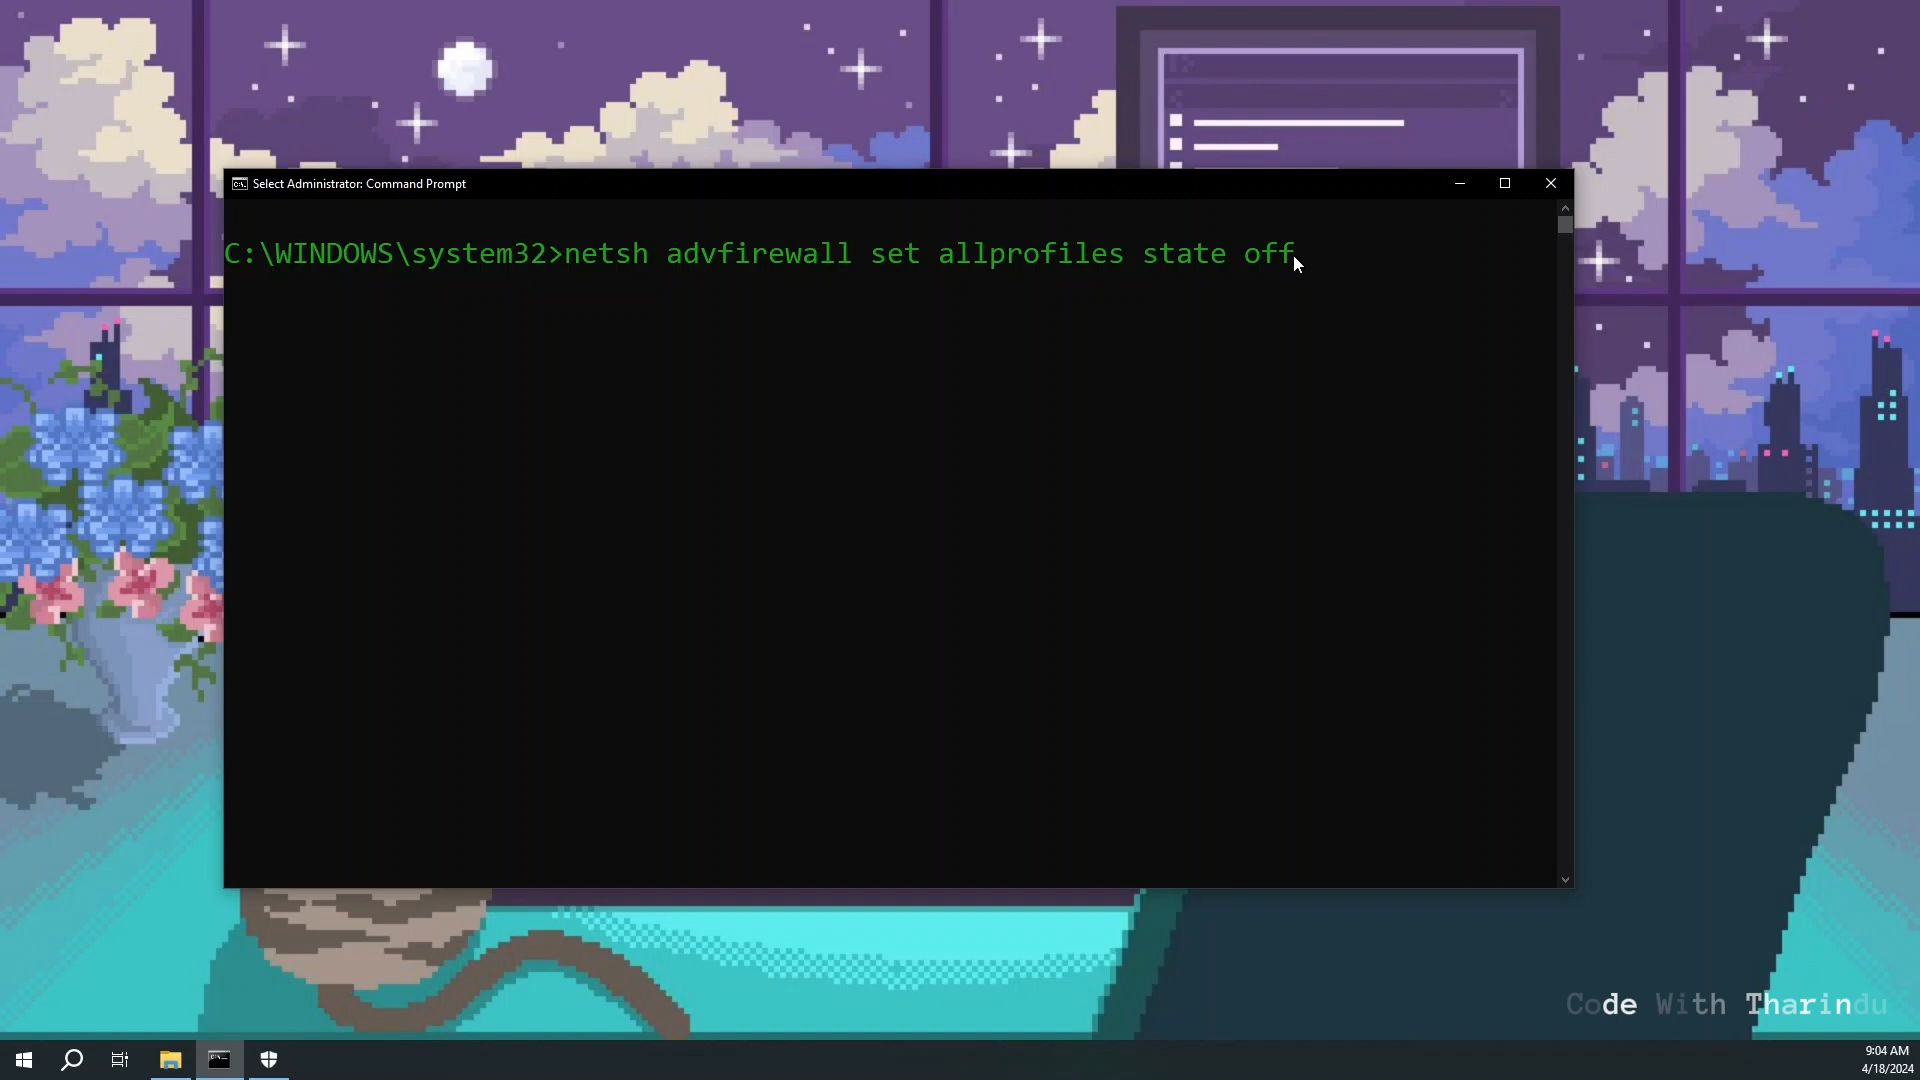 Select Administrator: Command Prompt
C:\WINDOWS\system32>netsh advfirewall set allprofiles state off
Code With Tharindu
9:04 AM
4/18/2024